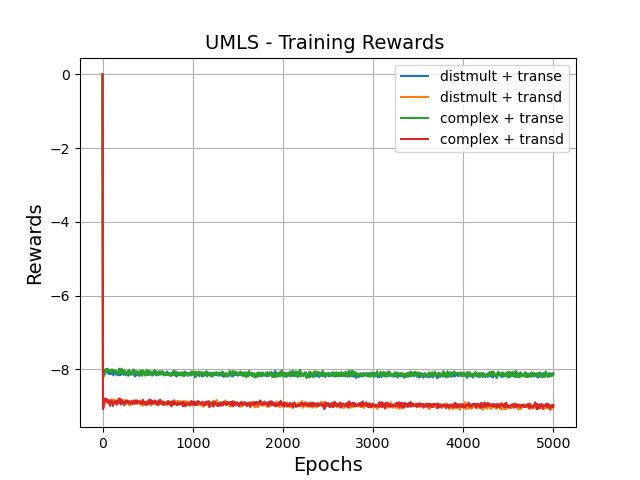 UMLS - Training Rewards
distmult + transe
distmult + transd
complex + transe
complex + transd
0
−2
−4
−6
−8
Rewards
0 1000 2000 3000 4000 5000
Epochs